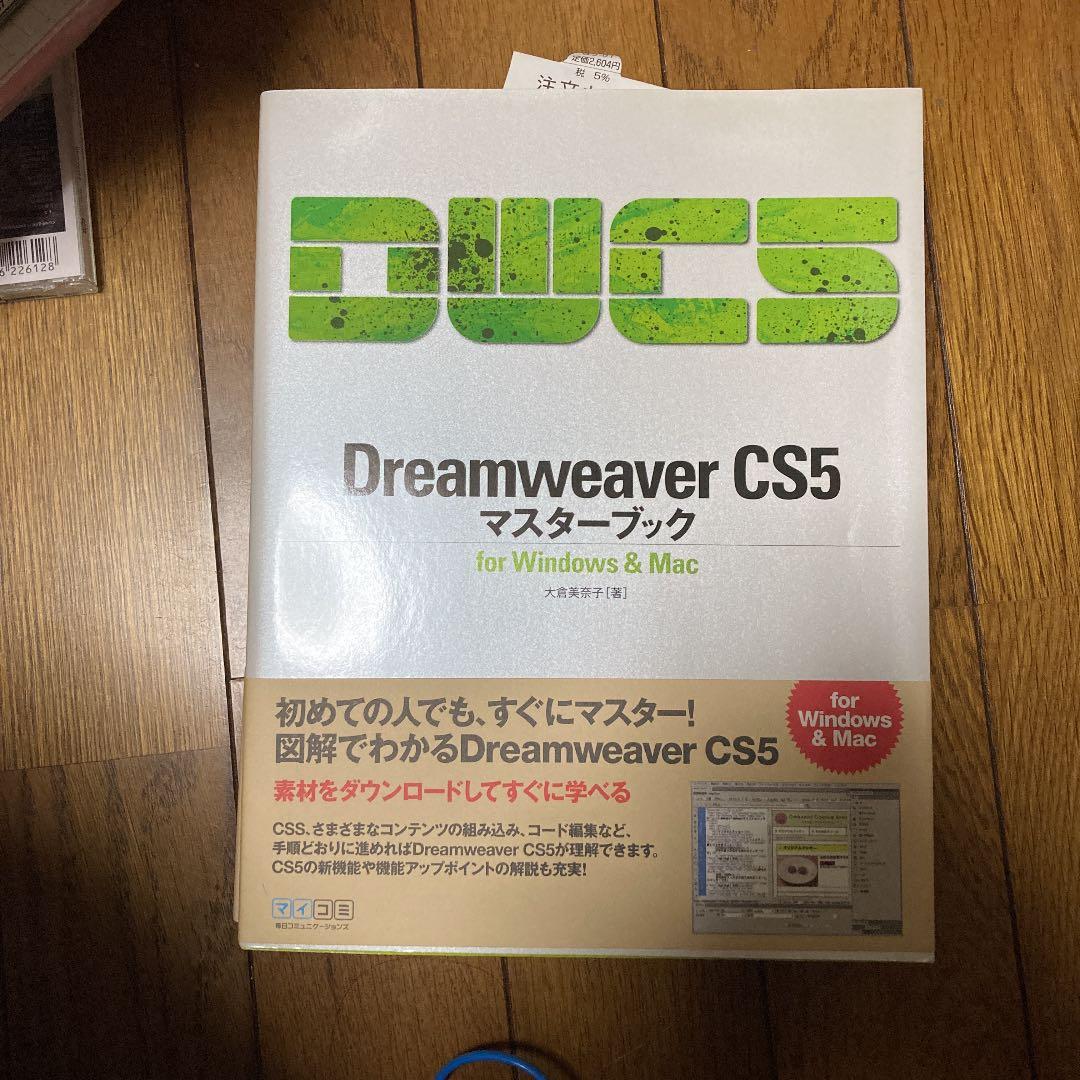 定価2,604円
税 5%
注文
DWCS
Dreamweaver CS5
マスターブック
for Windows & Mac
大倉美奈子[著]
初めての人でも、すぐにマスター!
図解でわかるDreamweaver CS5
for
Windows
& Mac
素材をダウンロードしてすぐに学べる
CSS、さまざまなコンテンツの組み込み、コード編集など、
手順どおりに進めればDreamweaver CS5が理解できます。
CS5の新機能や機能アップポイントの解説も充実!
マイコミ
毎日コミュニケーションズ
226128